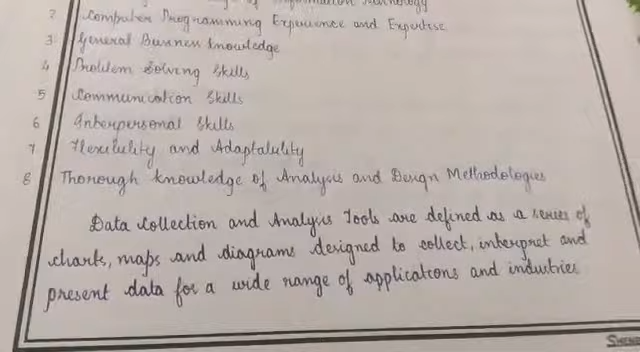 of Information Technology
2 Computer Programming Experience and Expertise
3 General Business Knowledge
4 Problem Solving Skills
5 Communication Skills
6 Interpersonal Skills
7 Flexibility and Adaptability
8 Thorough knowledge of Analysis and Design Methodologies
Data Collection and Analysis Tools are defined as a series of
charts, maps and diagrams designed to collect, interpret and
present data for a wide range of applications and industries